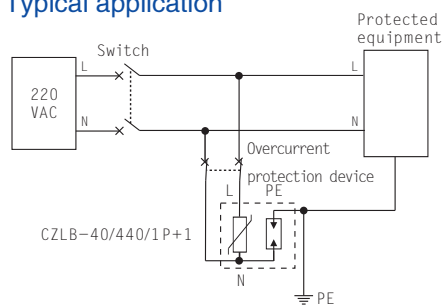 Typical application
Protected
equipment
Switch
L
L
220
VAC
N
N
Overcurrent
protection device
L
PE
CZLB-40/440/1P+1
N
PE